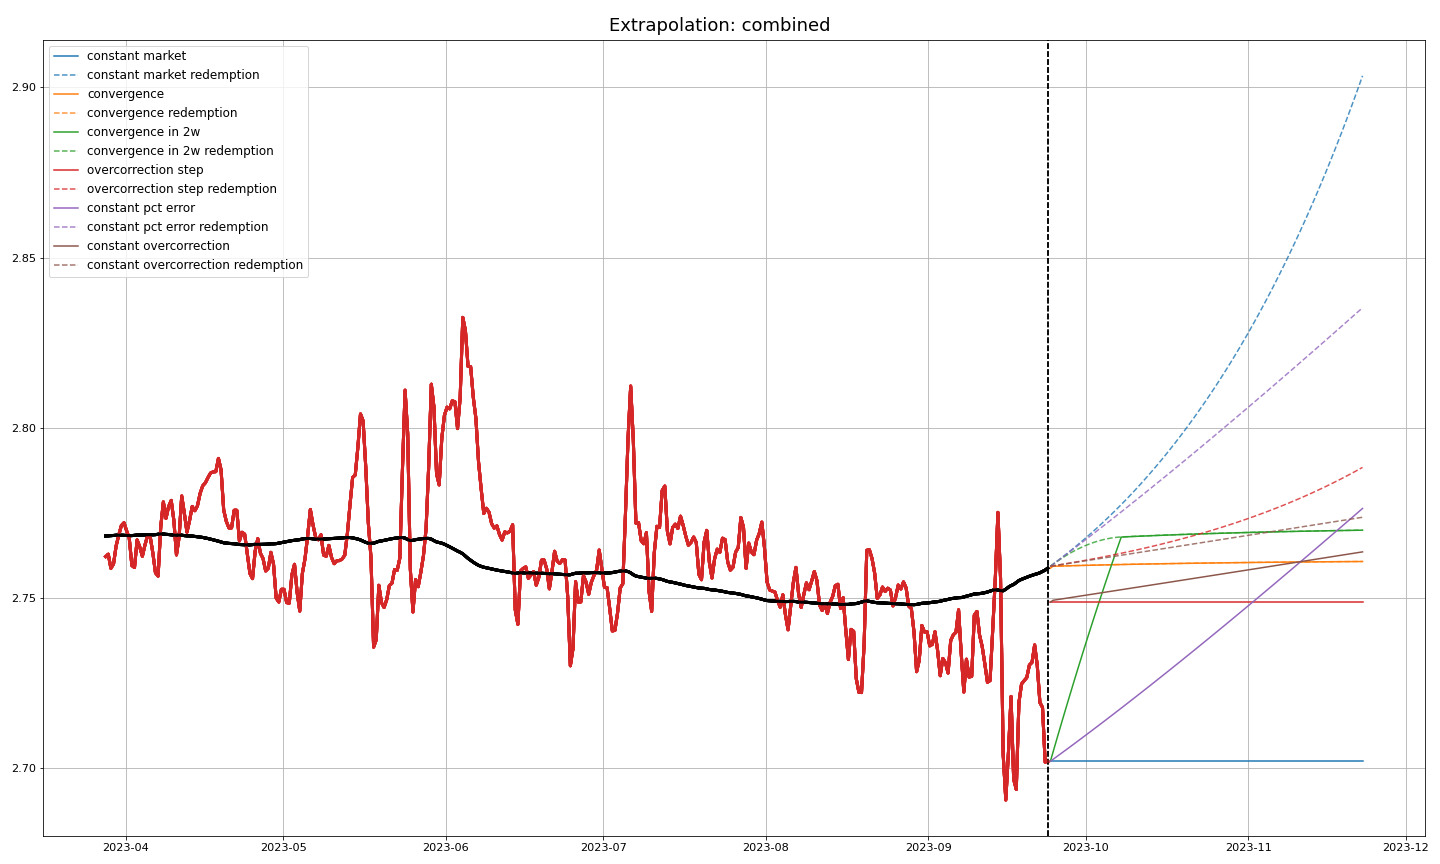 Extrapolation: combined
constant market
constant market redemption
convergence
convergence redemption
convergence in 2w
convergence in 2w redemption
overcorrection step
overcorrection step redemption
constant pct error
constant pct error redemption
constant overcorrection
constant overcorrection redemption
2.90
2.85
2.80
2.75
2.70
2023-04 2023-05 2023-06 2023-07 2023-08 2023-09 2023-10 2023-11 2023-12